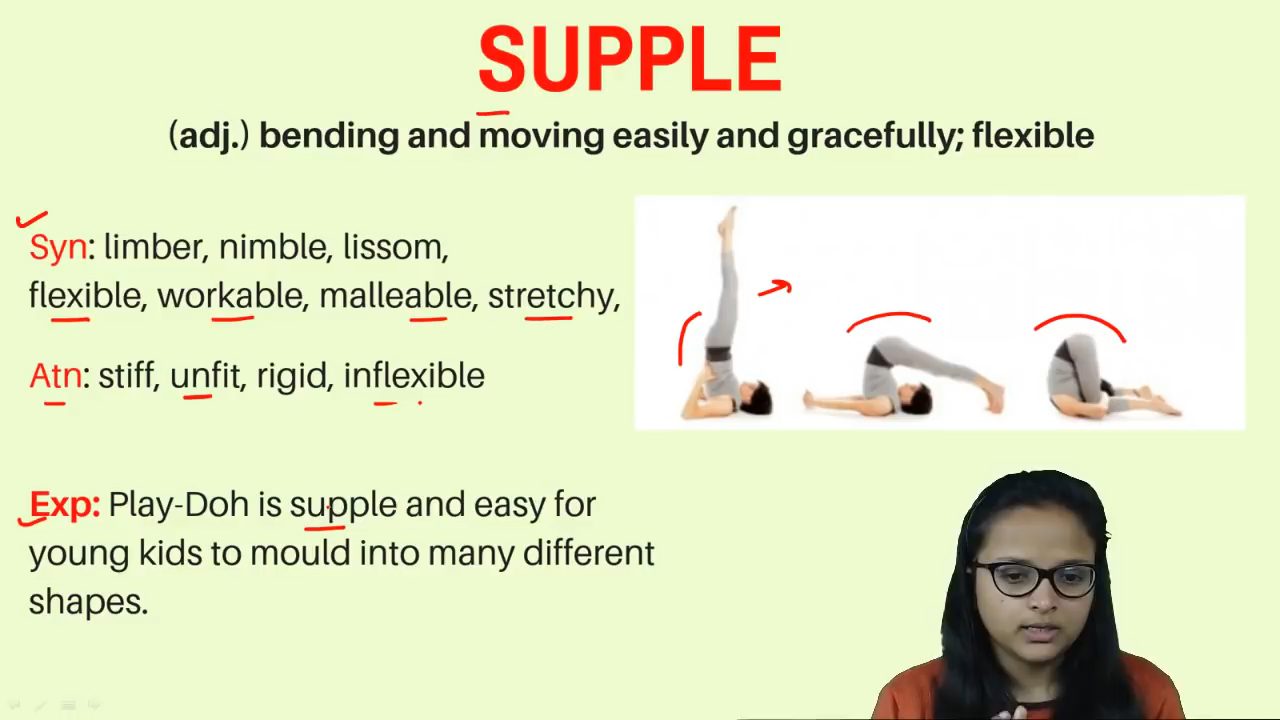 SUPPLE
(adj.) bending and moving easily and gracefully; flexible
Syn: limber, nimble, lissom,
flexible, workable, malleable, stretchy,
Atn: stiff, unfit, rigid, inflexible
Exp: Play-Doh is supple and easy for
young kids to mould into many different
shapes.